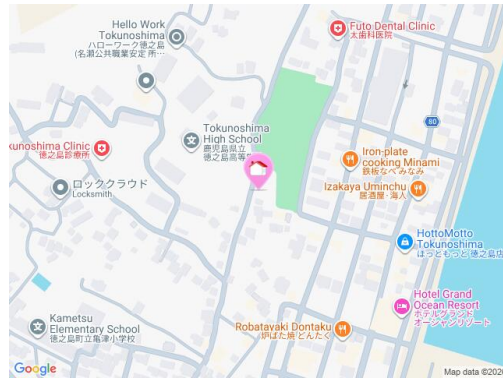 Hello Work
Tokunoshima
ハローワーク徳之島
(名瀬公共職業安定 所…
Futo Dental Clinic
太歯科医院
80
kunoshima Clinic
徳之島診療所
Tokunoshima
High School
鹿児島県立
徳之島高等
Iron-plate
cooking Minami
鉄板なべみなみ
ロッククラウド
Locksmith
Izakaya Uminchu
居酒屋･海人
HottoMotto
Tokunoshima
ほっともっと 徳之島店
Hotel Grand
Ocean Resort
ホテルグランド
オーシャンリゾート
Kametsu
Elementary School
徳之島町立亀津小学校
Robatayaki Dontaku
炉ばた焼 どんたく
Google
Map data ©202